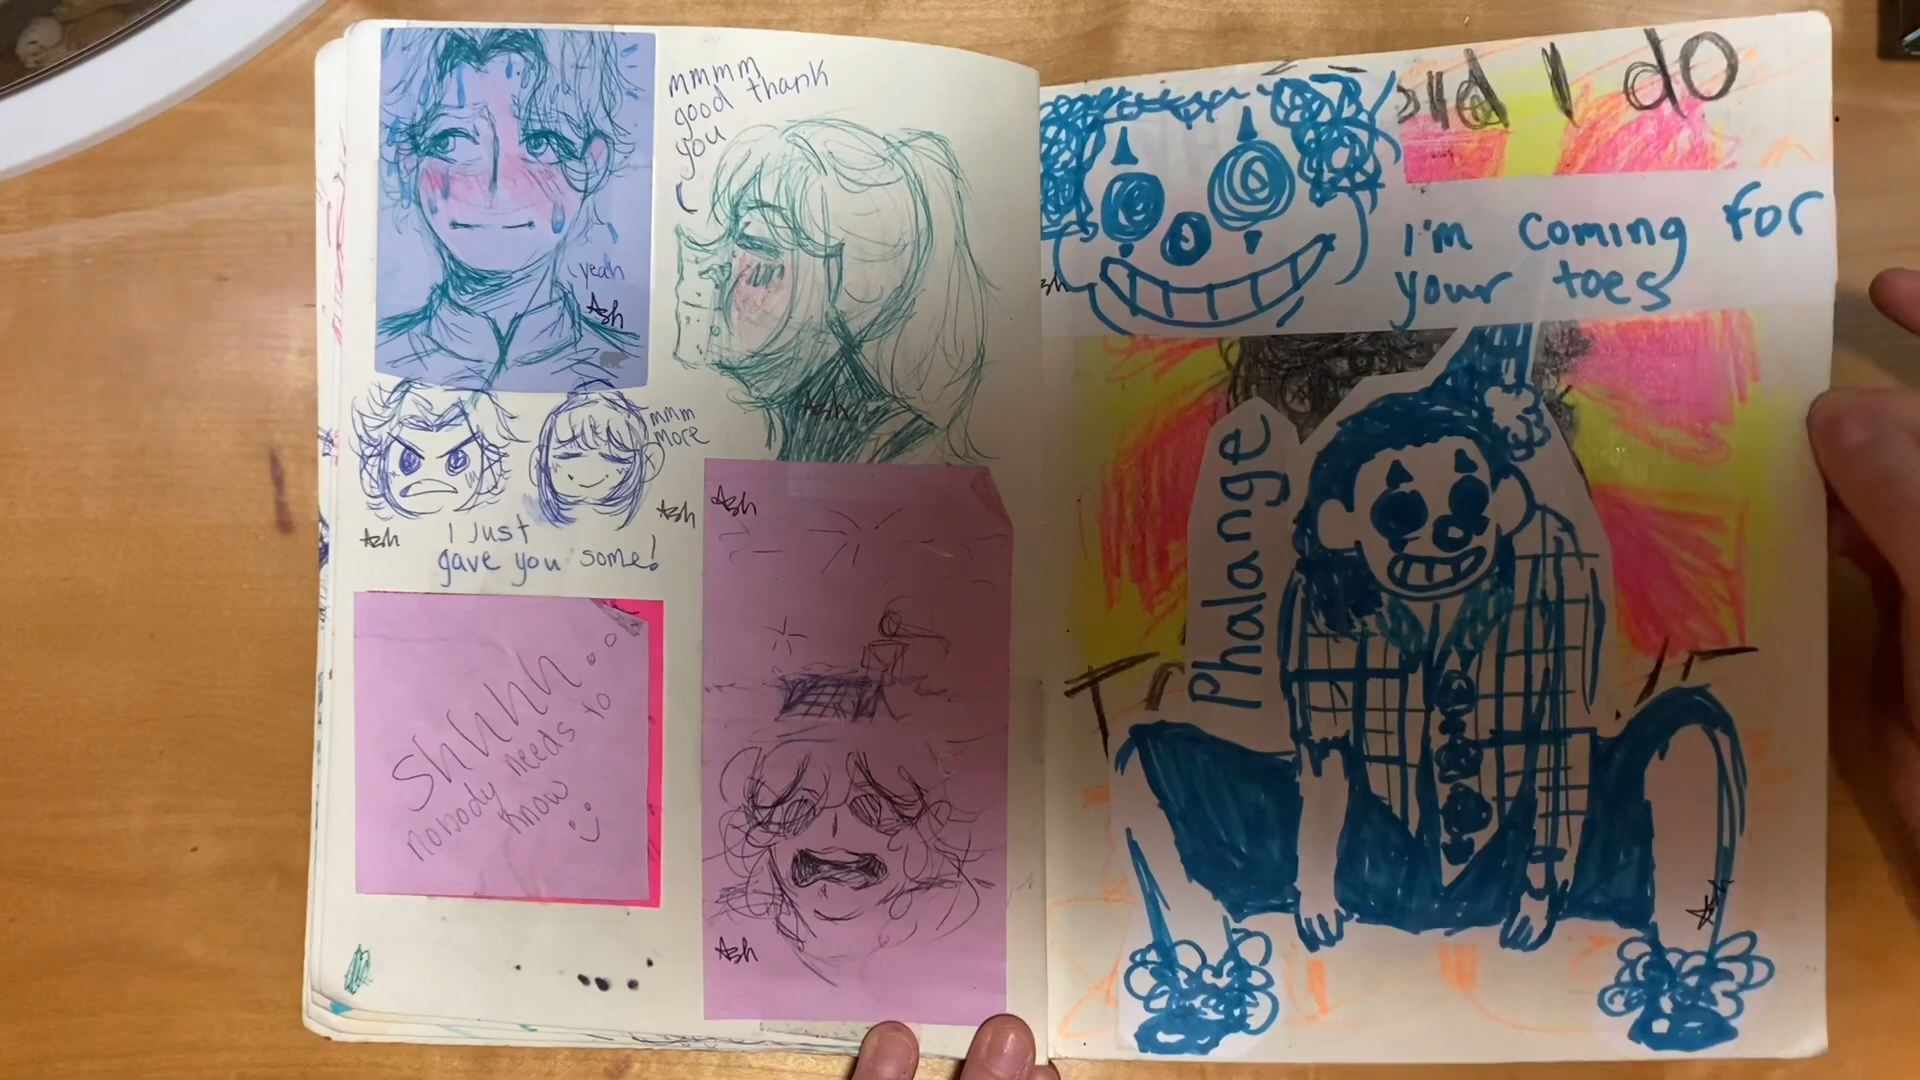 mmmm
good thank
you
yeah
Ash
Ash
mmm
more
Ash
Ash
I Just
gave you some!
Shhhh...
nobody needs to
know :)
Ash
Ash
Did I do
I'm coming for
your toes
Phalange
Ash